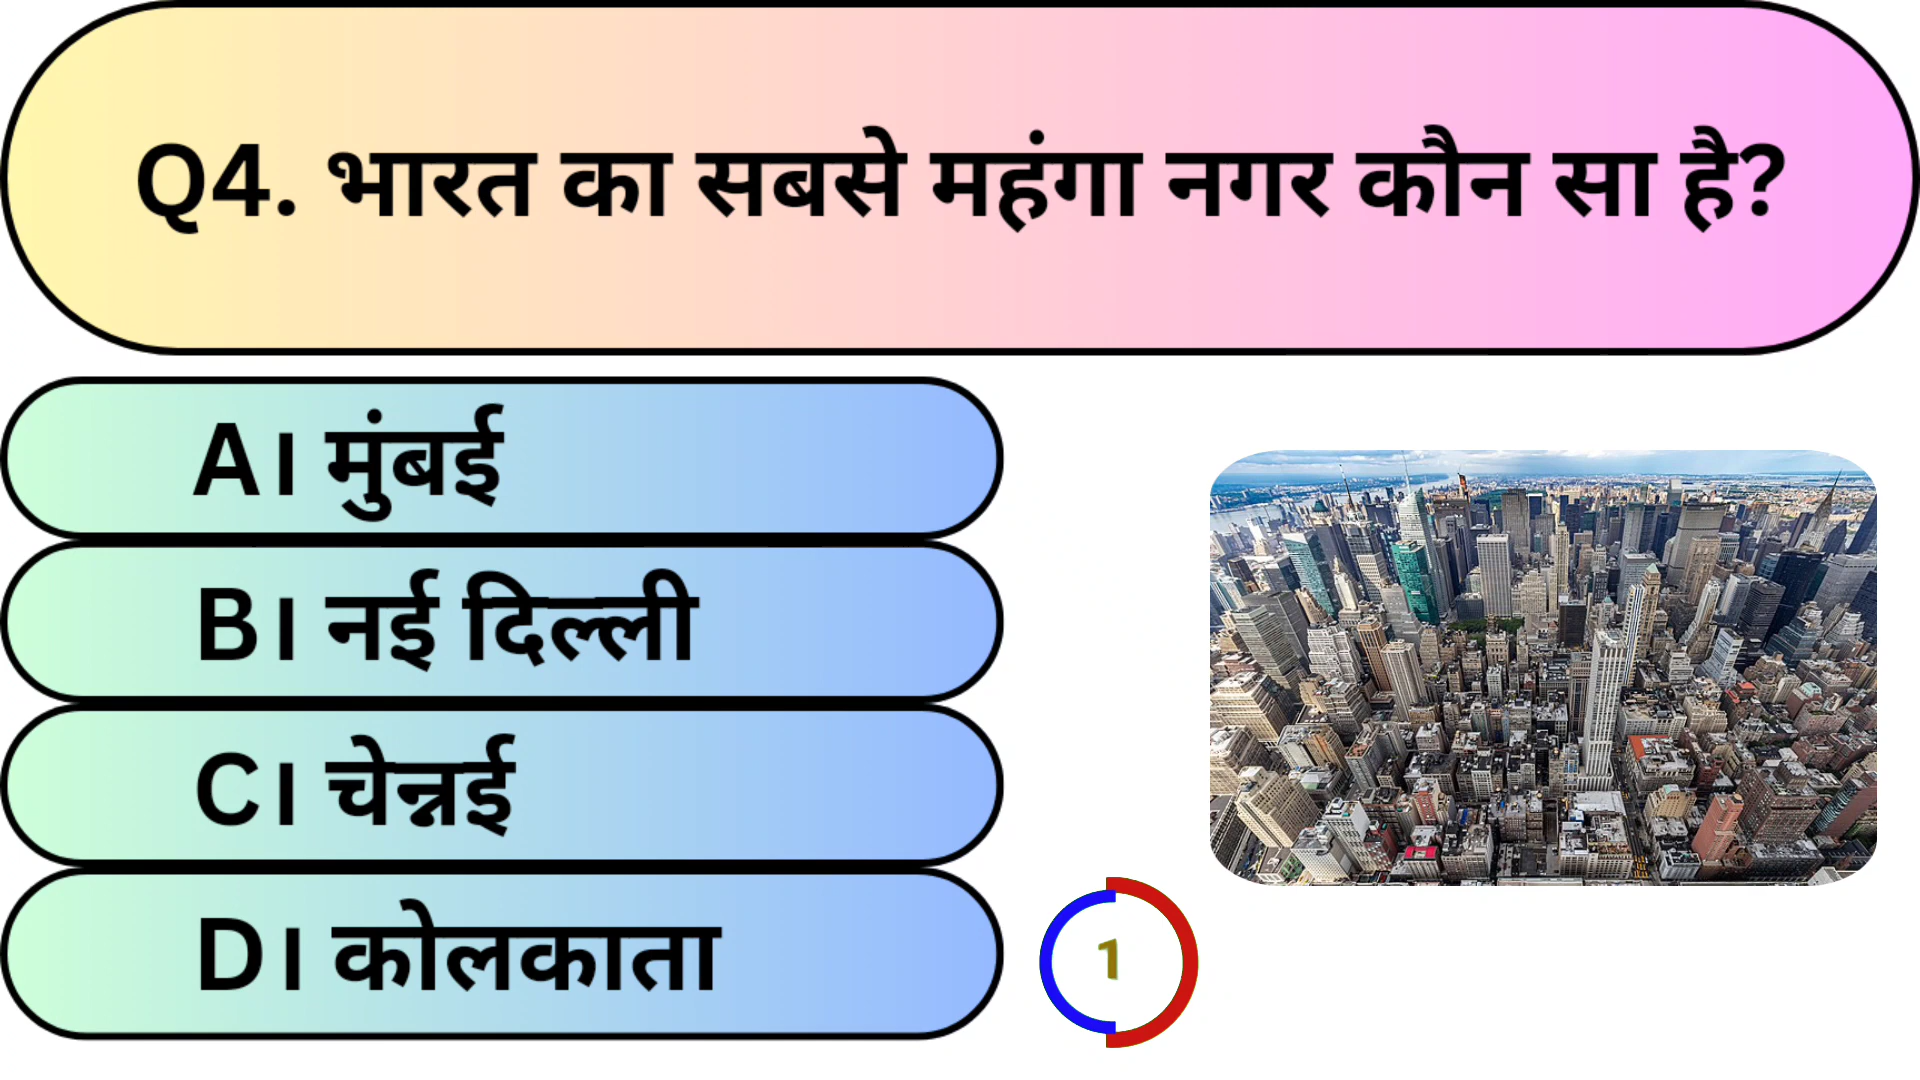 Q4. भारत का सबसे महंगा नगर कौन सा है?
A। मुंबई
B। नई दिल्ली
C। चेन्नई
D। कोलकाता
1